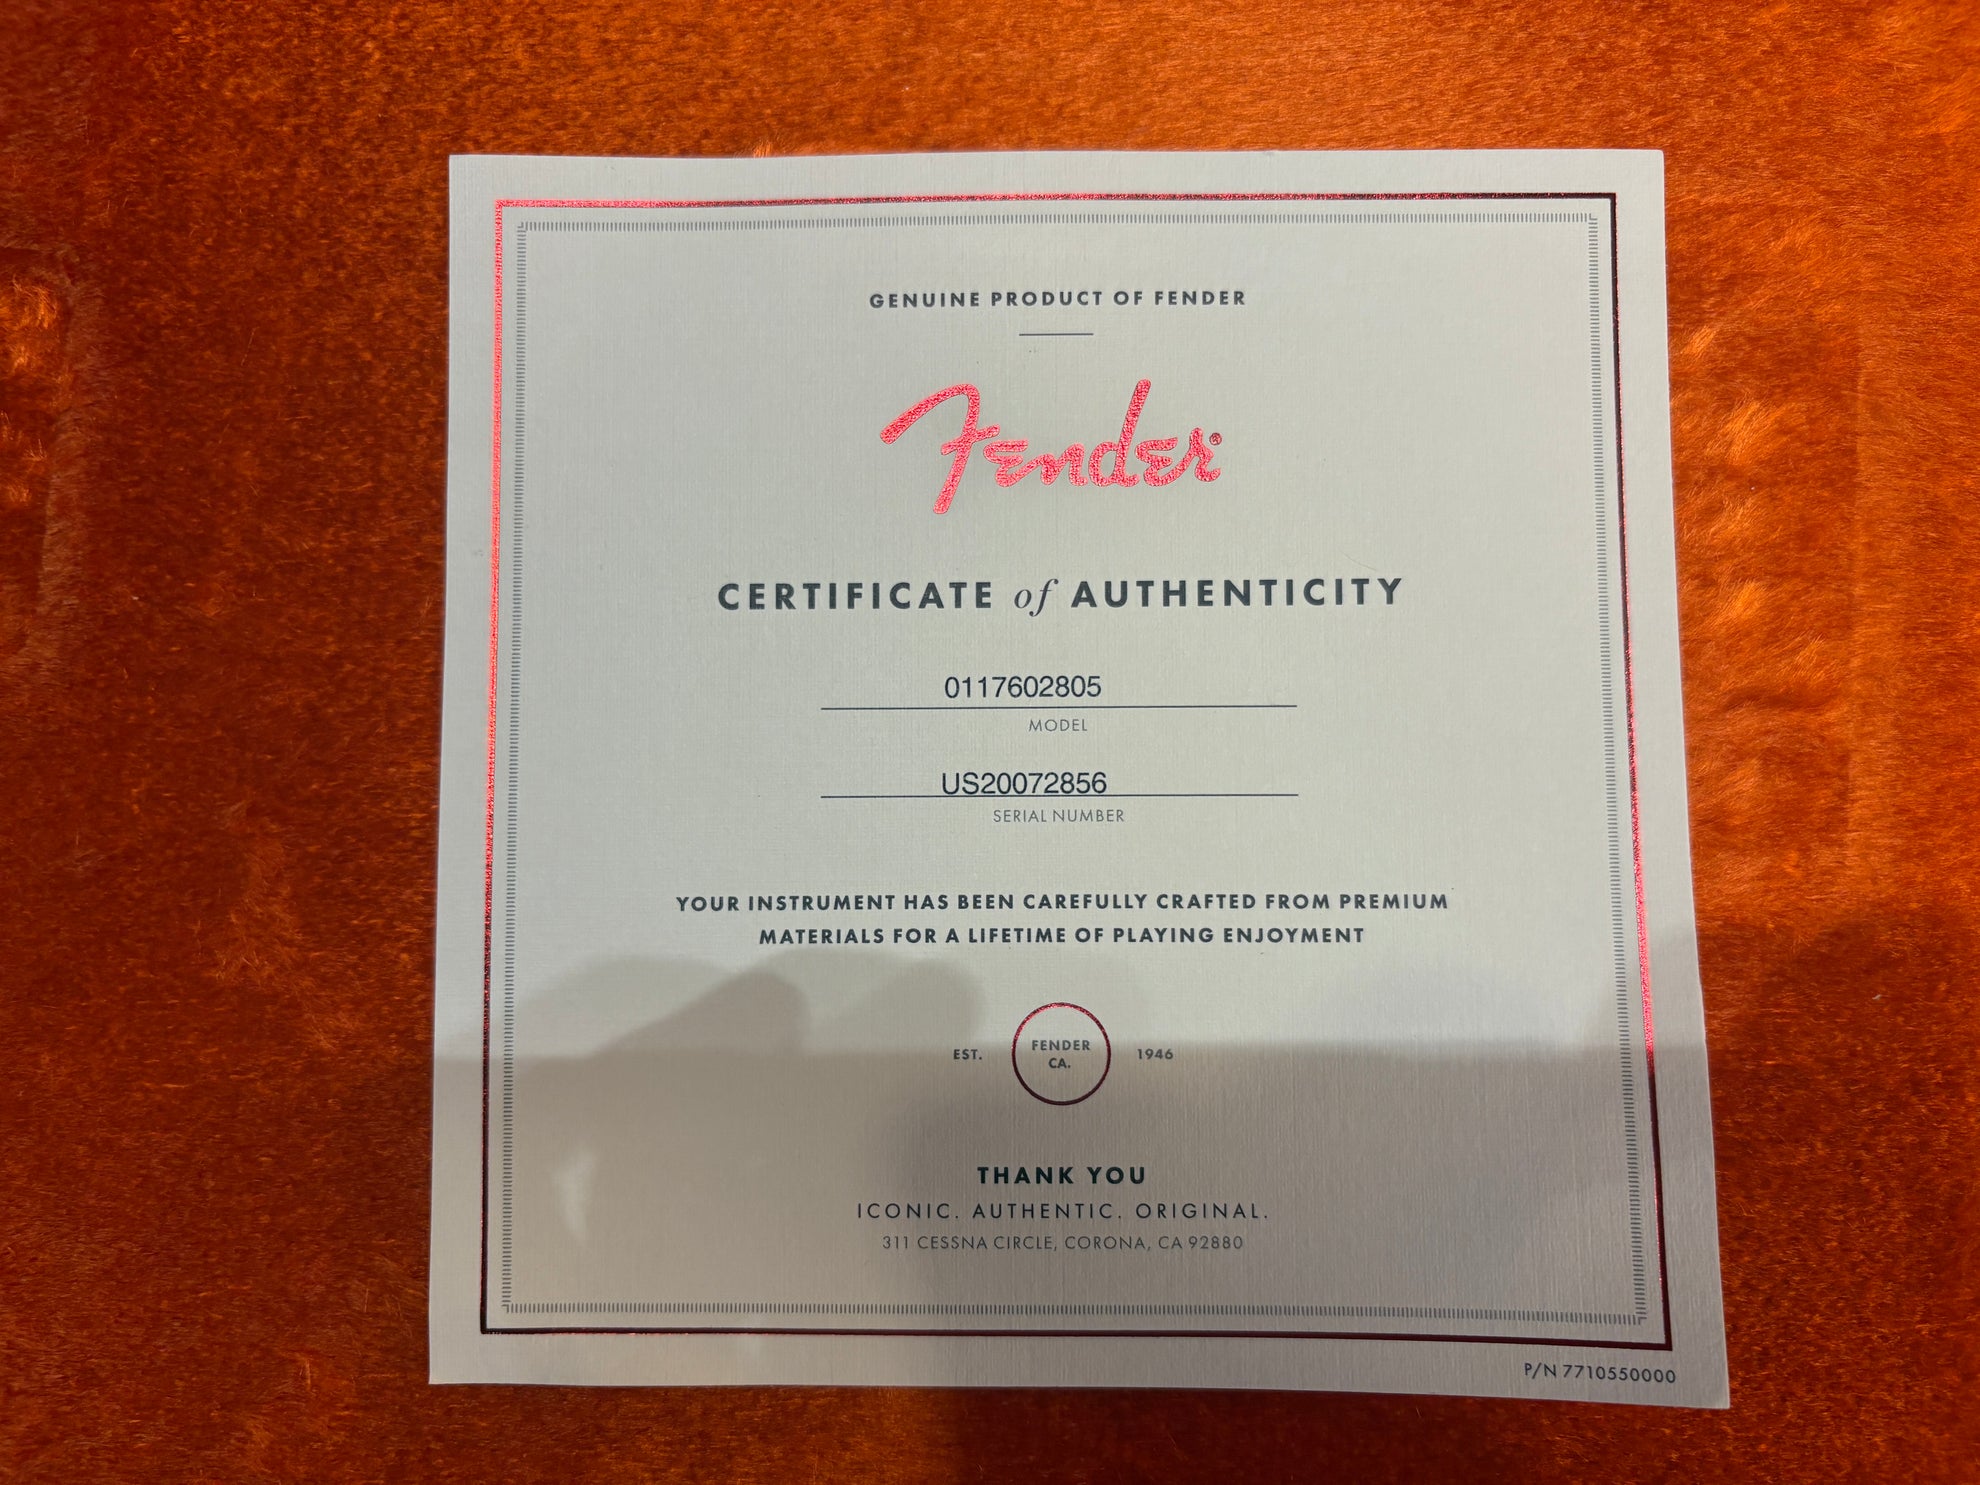 GENUINE PRODUCT OF FENDER
Fender®
CERTIFICATE of AUTHENTICITY
0117602805
MODEL
US20072856
SERIAL NUMBER
YOUR INSTRUMENT HAS BEEN CAREFULLY CRAFTED FROM PREMIUM
MATERIALS FOR A LIFETIME OF PLAYING ENJOYMENT
EST. FENDER CA. 1946
THANK YOU
ICONIC. AUTHENTIC. ORIGINAL.
311 CESSNA CIRCLE, CORONA, CA 92880
P/N 7710550000